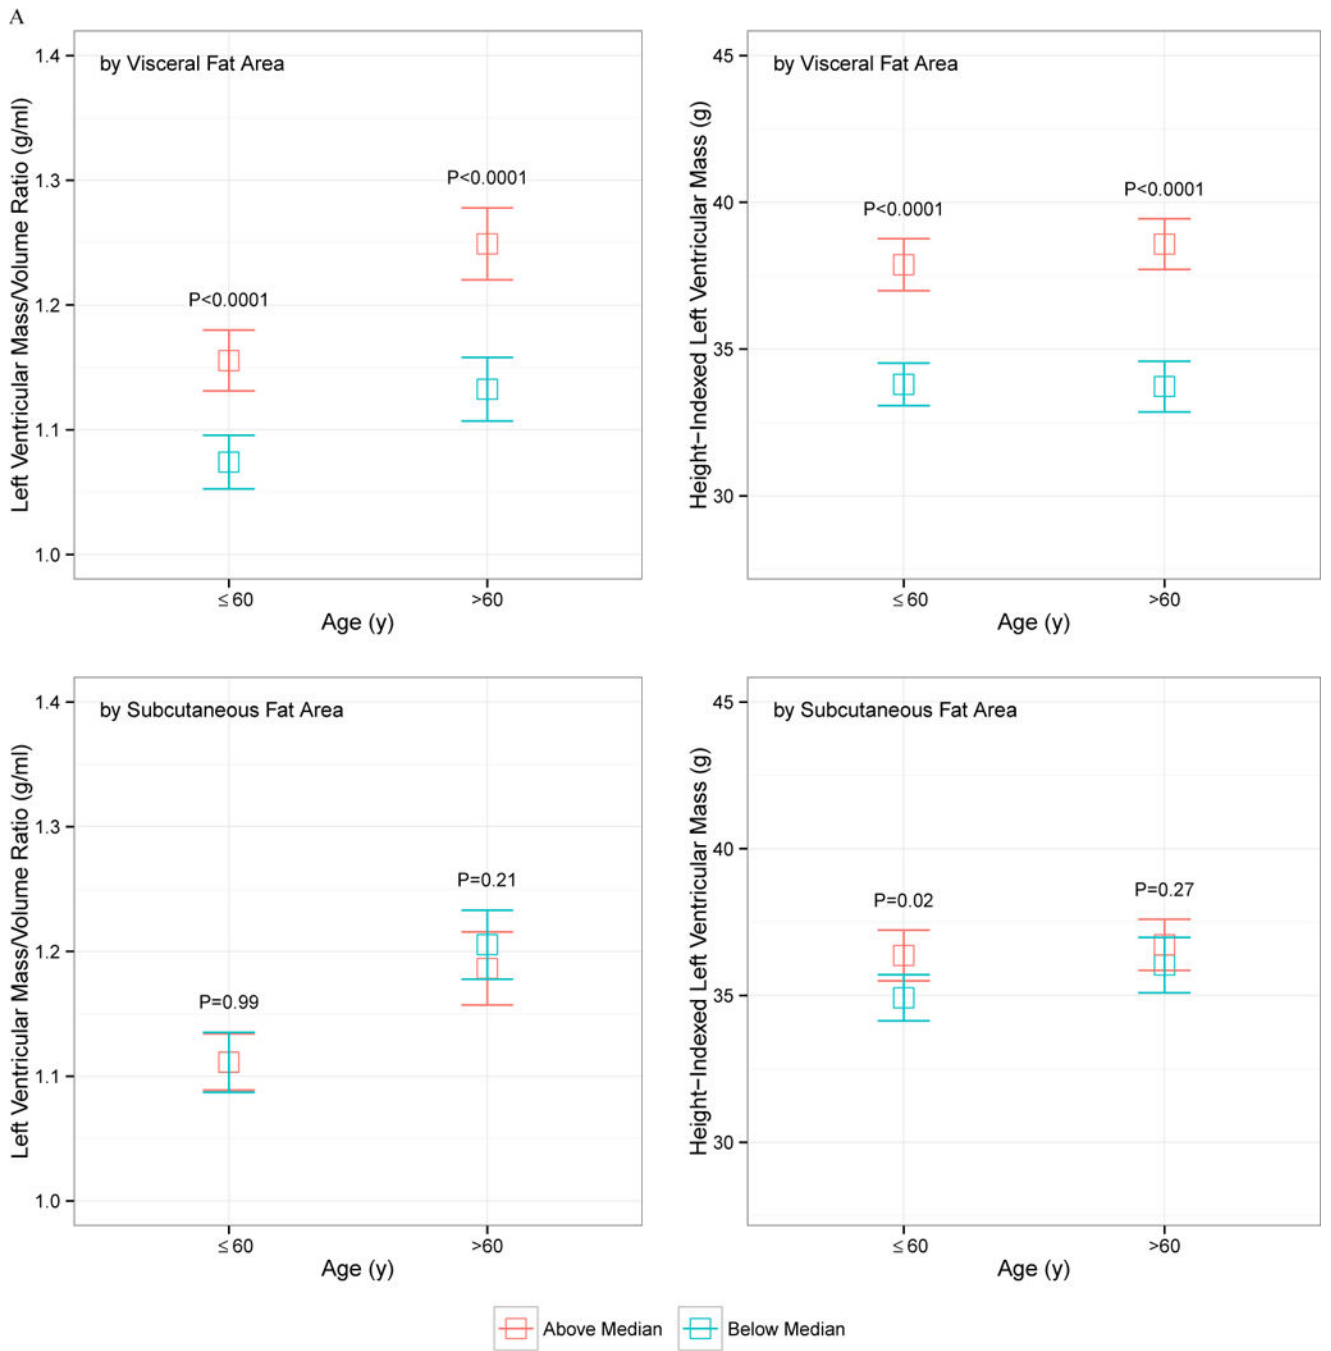 A
by Visceral Fat Area
Left Ventricular Mass/Volume Ratio (g/ml)
1.4
1.3
1.2
1.1
1.0
P<0.0001
P<0.0001
≤60
>60
Age (y)
by Visceral Fat Area
Height−Indexed Left Ventricular Mass (g)
45
40
35
30
P<0.0001
P<0.0001
≤60
>60
Age (y)
by Subcutaneous Fat Area
Left Ventricular Mass/Volume Ratio (g/ml)
1.4
1.3
1.2
1.1
1.0
P=0.99
P=0.21
≤60
>60
Age (y)
by Subcutaneous Fat Area
Height−Indexed Left Ventricular Mass (g)
45
40
35
30
P=0.02
P=0.27
≤60
>60
Age (y)
Above Median
Below Median